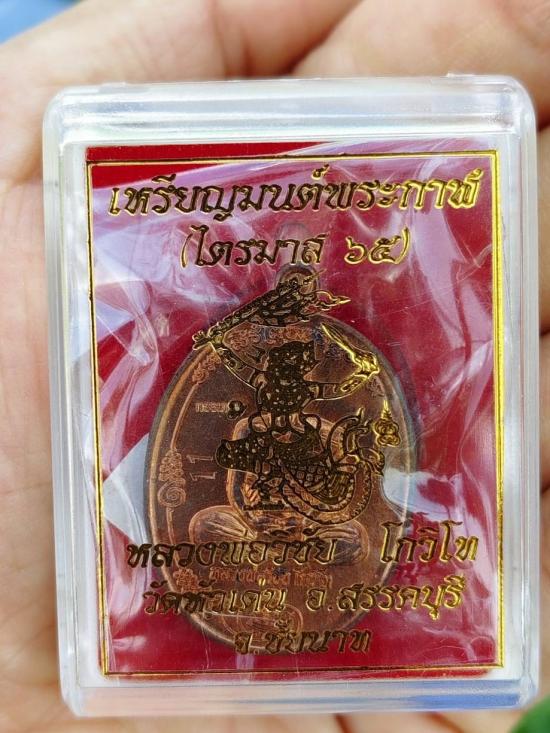 เหรียญมนต์พระกาฬ
(ไตรมาส ๖๕)
หลวงพ่อวิชัย โกวิโท
วัดหัวเด่น อ.สรรคบุรี
จ.ชัยนาท